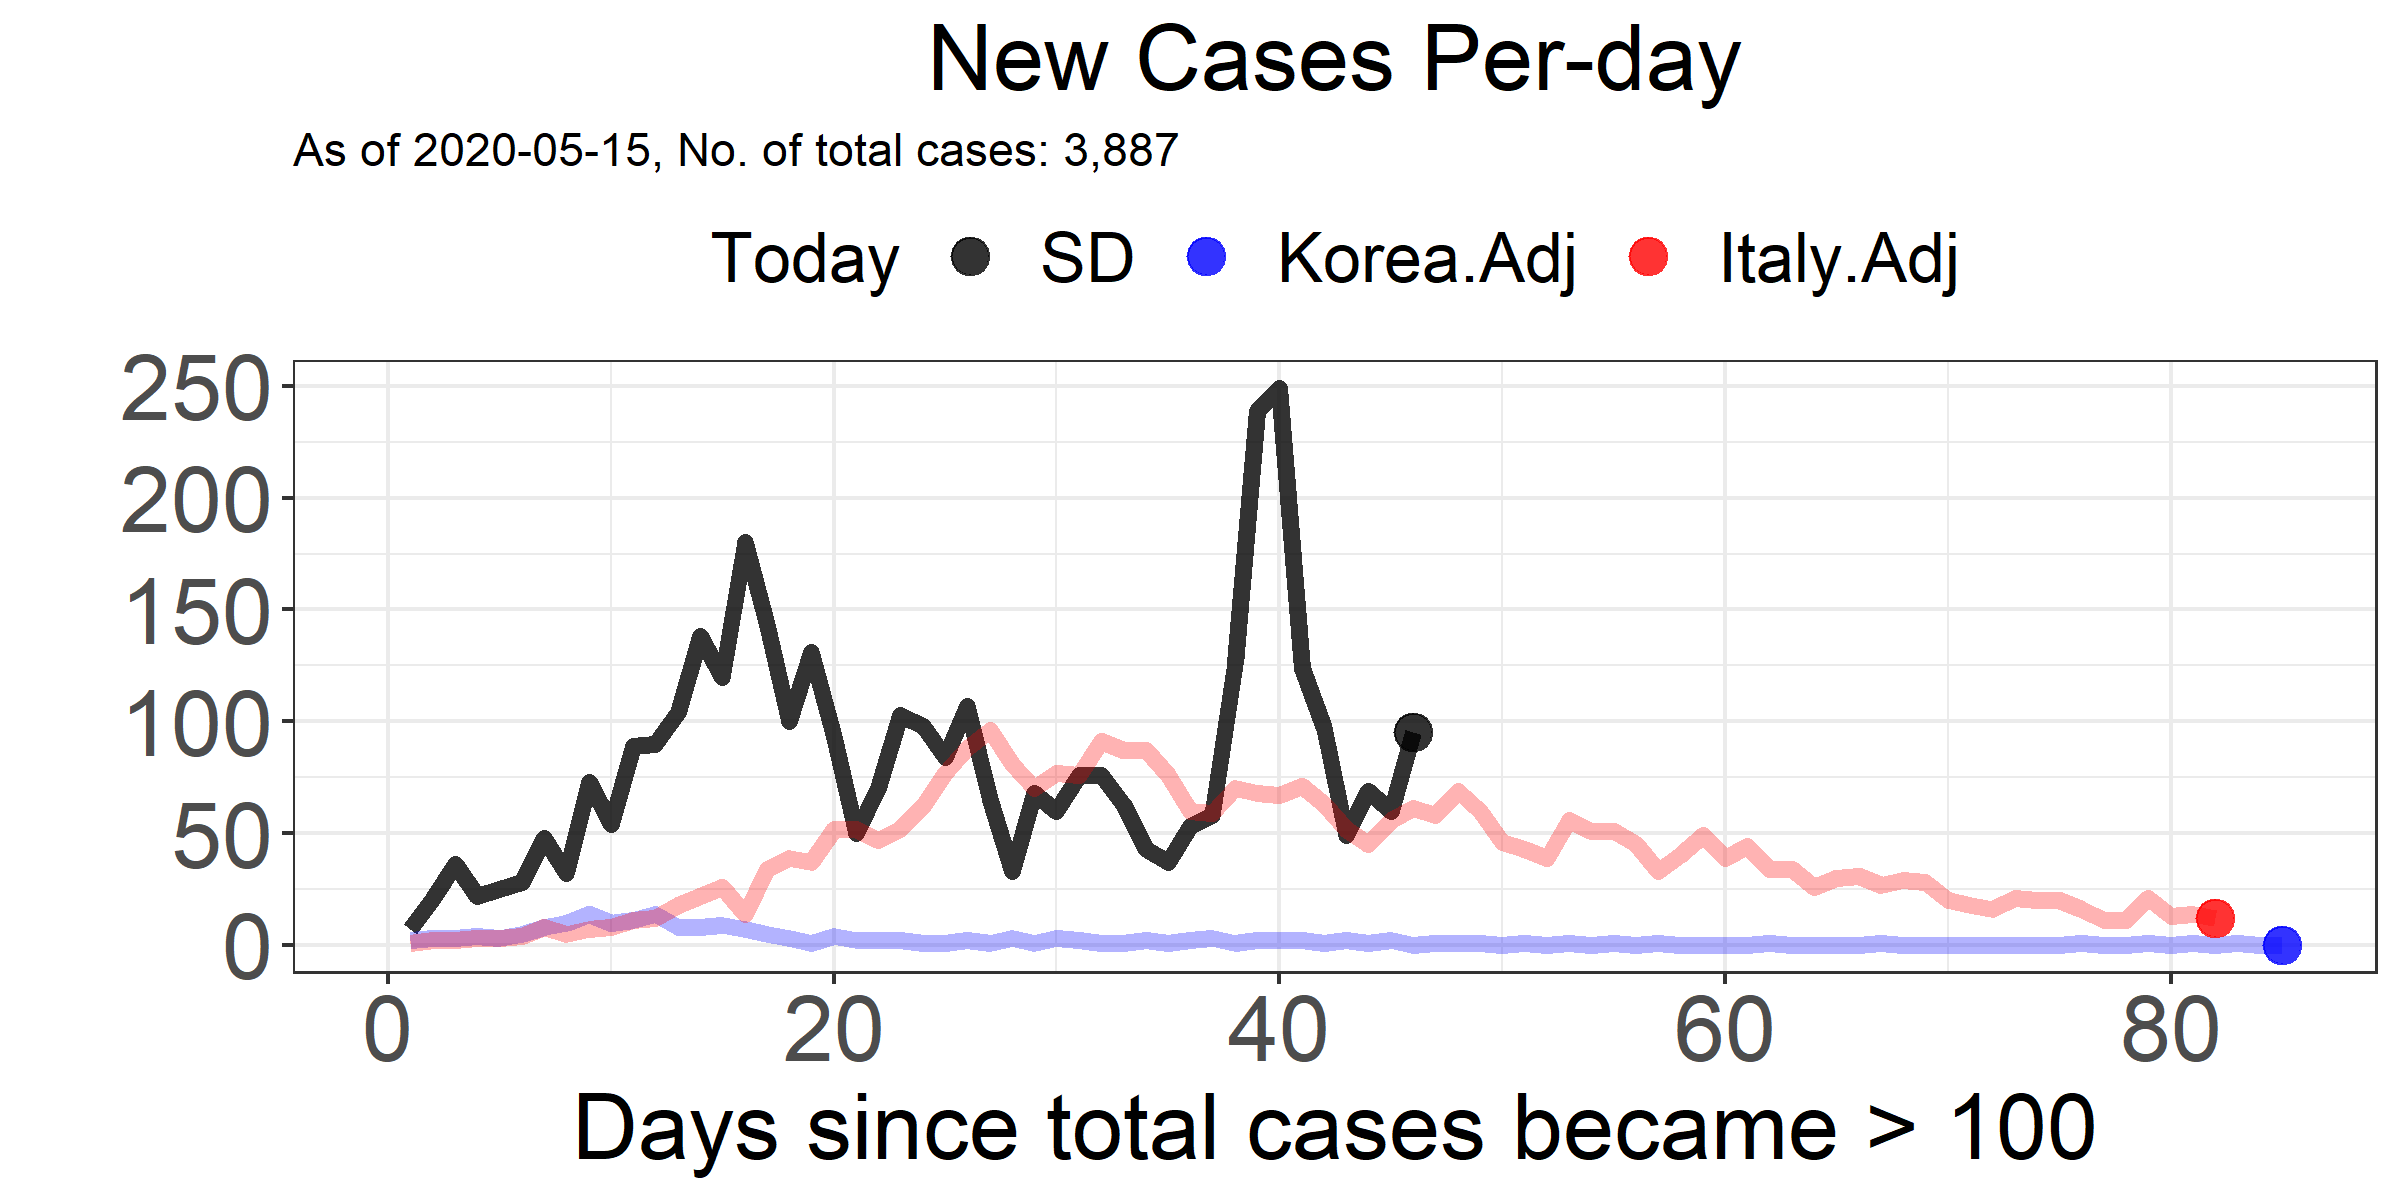 New Cases Per-day
As of 2020-05-15, No. of total cases: 3,887
Today SD Korea.Adj Italy.Adj
250
200
150
100
50
0
0 20 40 60 80
Days since total cases became > 100